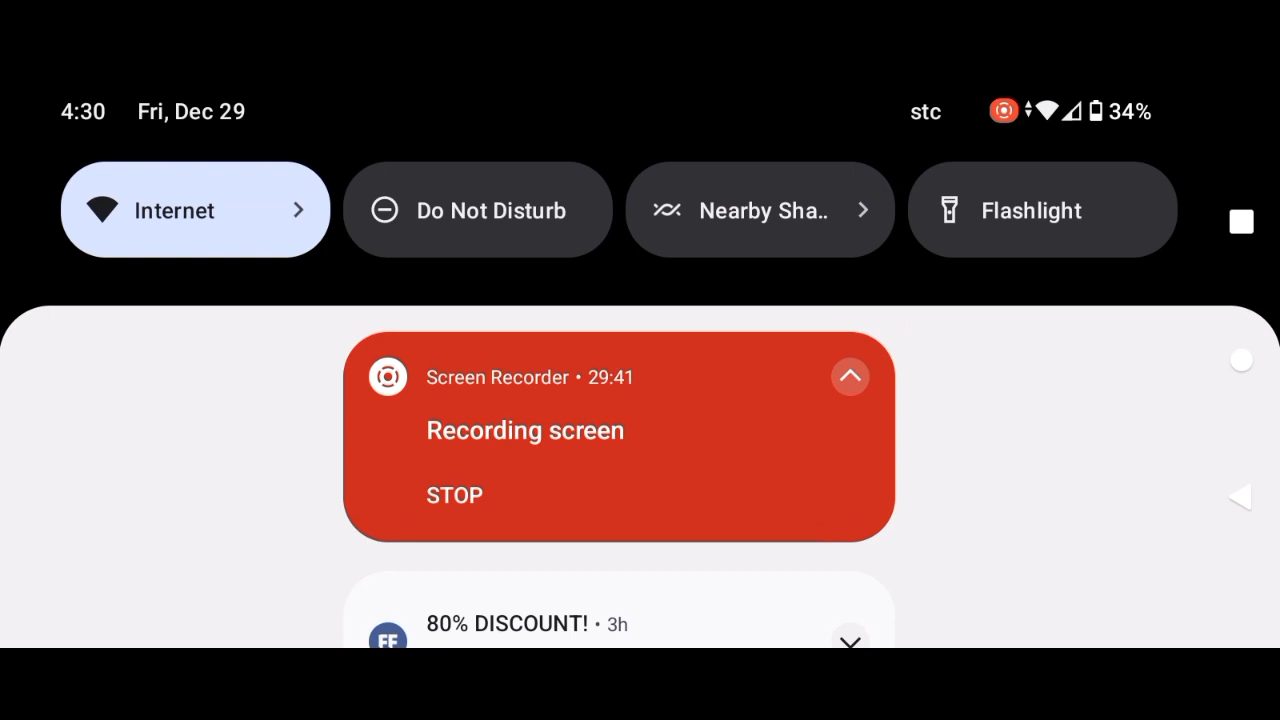 4:30 Fri, Dec 29 stc 34%
Internet Do Not Disturb Nearby Sha.. Flashlight
Screen Recorder • 29:41
Recording screen
STOP
80% DISCOUNT! • 3h
FF